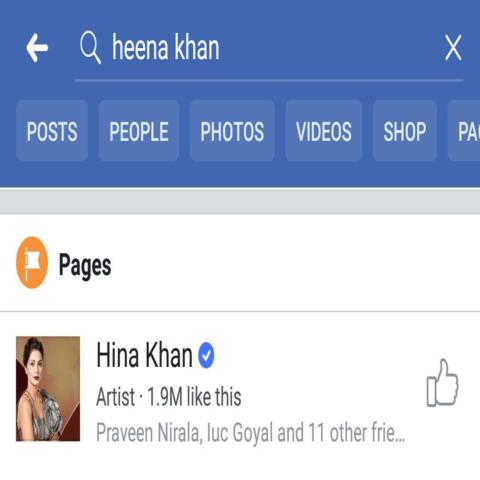 heena khan
POSTS PEOPLE PHOTOS VIDEOS SHOP PA
Pages
Hina Khan
Artist · 1.9M like this
Praveen Nirala, Iuc Goyal and 11 other frie...